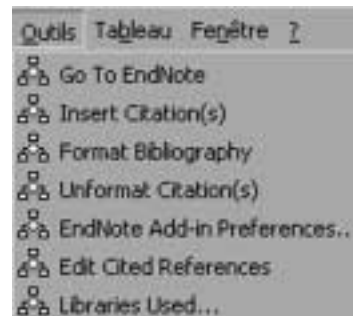 Outils Tableau Fenêtre ?
Go To EndNote
Insert Citation(s)
Format Bibliography
Unformat Citation(s)
EndNote Add-in Preferences..
Edit Cited References
Libraries Used...